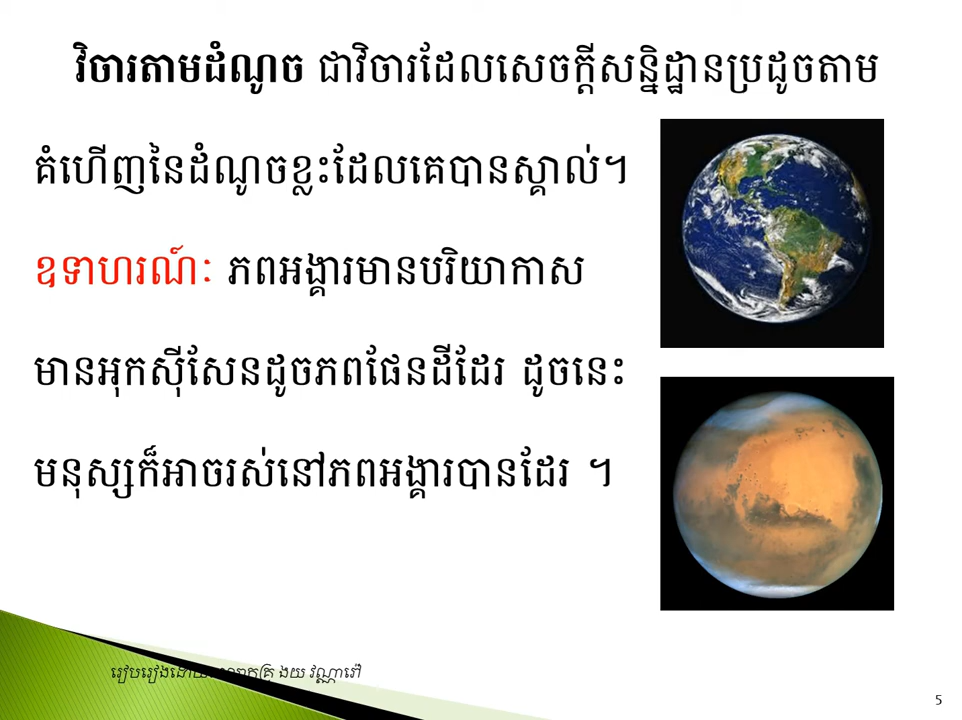 វិចារតាមដំណូច ជាវិចារដែលសេចក្ដីសន្និដ្ឋានប្រដូចតាម
គំហើញនៃដំណូចខ្លះដែលគេបានស្គាល់។
ឧទាហរណ៍ៈ ភពអង្គារមានបរិយាកាស
មានអុកស៊ីសែនដូចភពផែនដីដែរ ដូចនេះ
មនុស្សក៏អាចរស់នៅភពអង្គារបានដែរ ។
រៀបរៀងដោយ ងយ វណ្ណារៅ
5